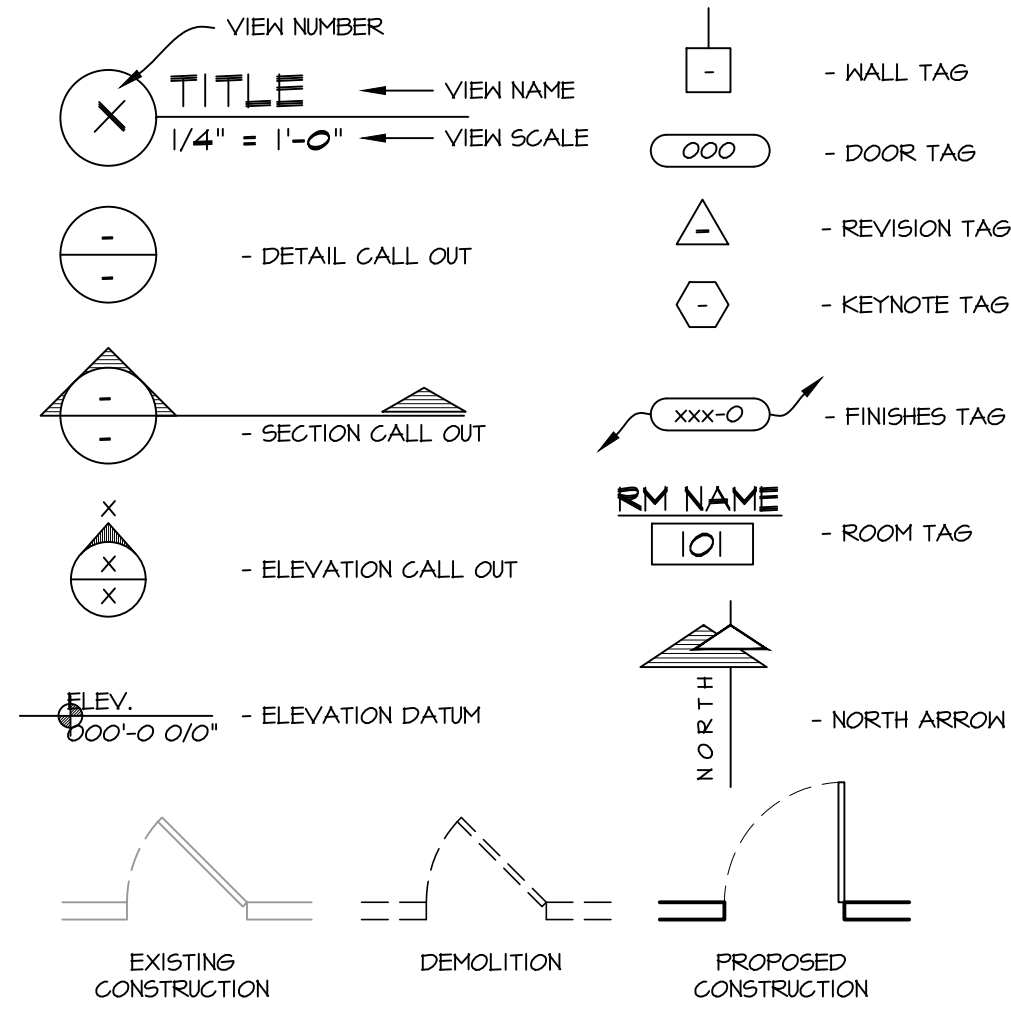 VIEW NUMBER
X
TITLE
VIEW NAME
1/4" = 1'-0"
VIEW SCALE
-
-
- DETAIL CALL OUT
-
-
- SECTION CALL OUT
X
X
X
- ELEVATION CALL OUT
ELEV.
000'-0 0/0"
- ELEVATION DATUM
-
- WALL TAG
000
- DOOR TAG
-
- REVISION TAG
-
- KEYNOTE TAG
xxx-0
- FINISHES TAG
RM NAME
101
- ROOM TAG
NORTH
- NORTH ARROW
EXISTING
CONSTRUCTION
DEMOLITION
PROPOSED
CONSTRUCTION